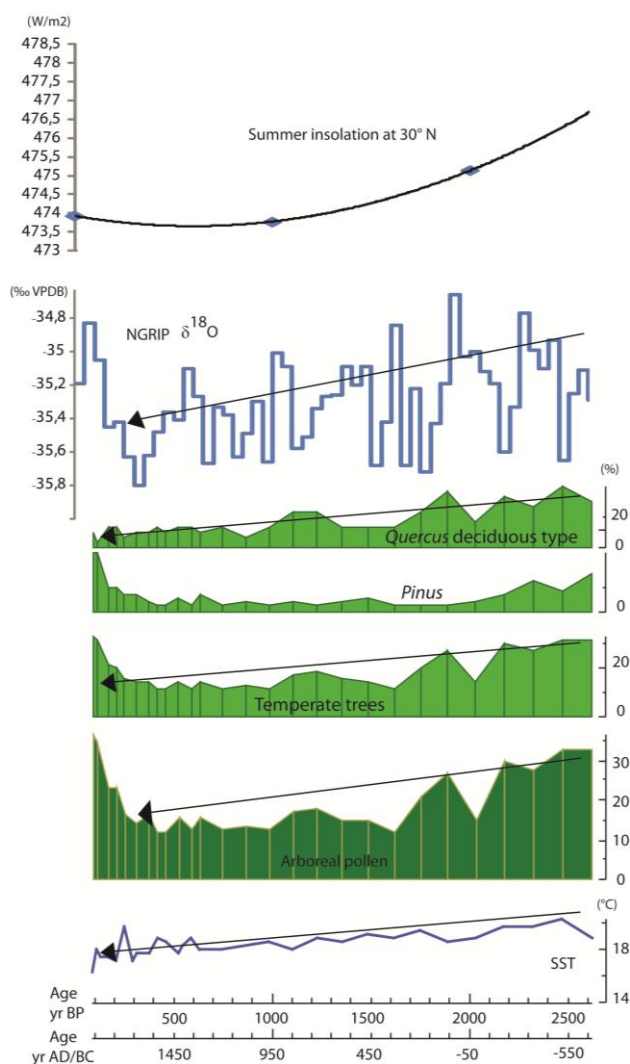 (W/m2)
478,5
478
477,5
477
476,5
476
475,5
475
474,5
474
473,5
473
Summer insolation at 30° N
(‰ VPDB)
NGRIP δ18O
-34,8
-35
-35,2
-35,4
-35,6
-35,8
(%)
20
0
Quercus deciduous type
Pinus
0
20
0
Temperate trees
30
20
10
0
Arboreal pollen
(°C)
18
14
SST
Age
yr BP
500 1000 1500 2000 2500
Age
yr AD/BC
1450 950 450 -50 -550